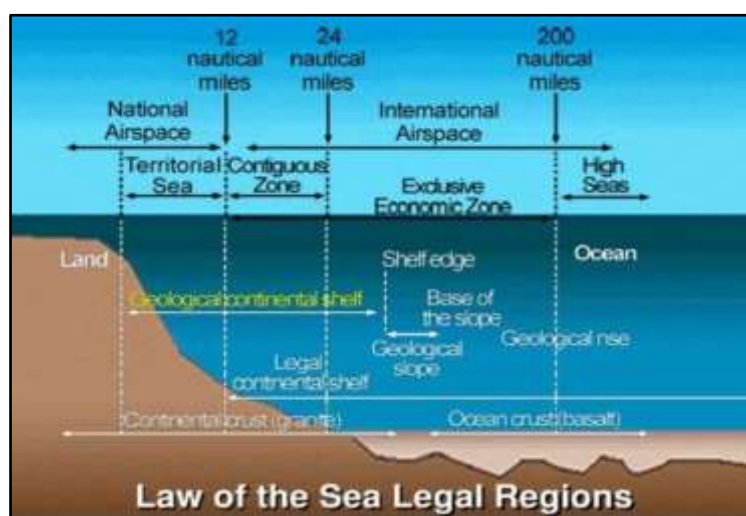 12
nautical
miles
24
nautical
miles
200
nautical
miles
National
Airspace
International
Airspace
Territorial
Sea
Contiguous
Zone
Exclusive
Economic Zone
High
Seas
Land
Shelf edge
Ocean
Geological continental shelf
Base of
the slope
Geological
slope
Geological rise
Legal
continental shelf
Continental crust (granite)
Ocean crust (basalt)
Law of the Sea Legal Regions